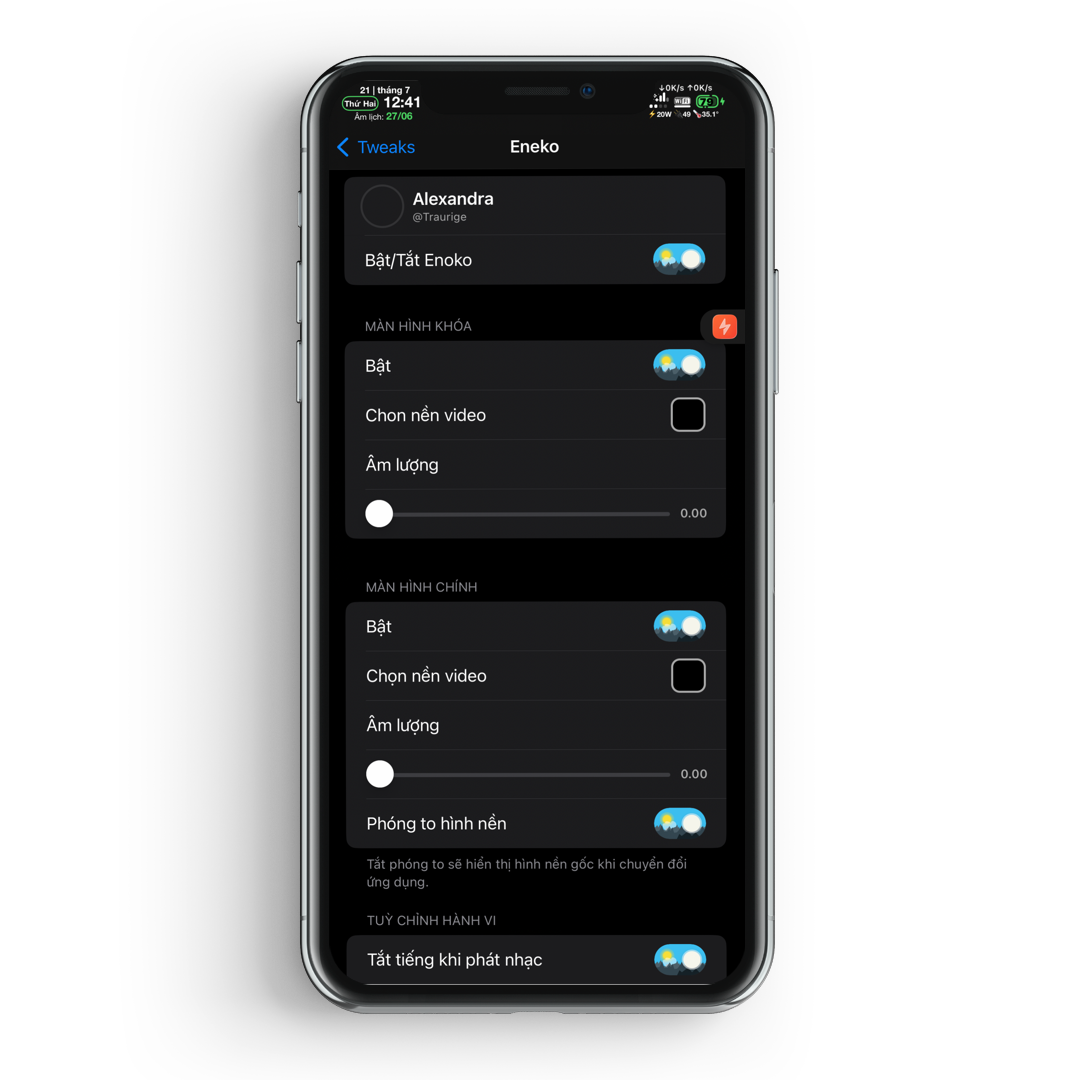 21 | tháng 7
↓0K/s ↑0K/s
Thứ Hai 12:41
WiFi 79
Âm lịch: 27/06
⚡20W 49 35.1°
Tweaks
Eneko
Alexandra
@Traurige
Bật/Tắt Enoko
MÀN HÌNH KHÓA
Bật
Chon nền video
Âm lượng
0.00
MÀN HÌNH CHÍNH
Bật
Chọn nền video
Âm lượng
0.00
Phóng to hình nền
Tắt phóng to sẽ hiển thị hình nền gốc khi chuyển đổi
ứng dụng.
TUỲ CHỈNH HÀNH VI
Tắt tiếng khi phát nhạc